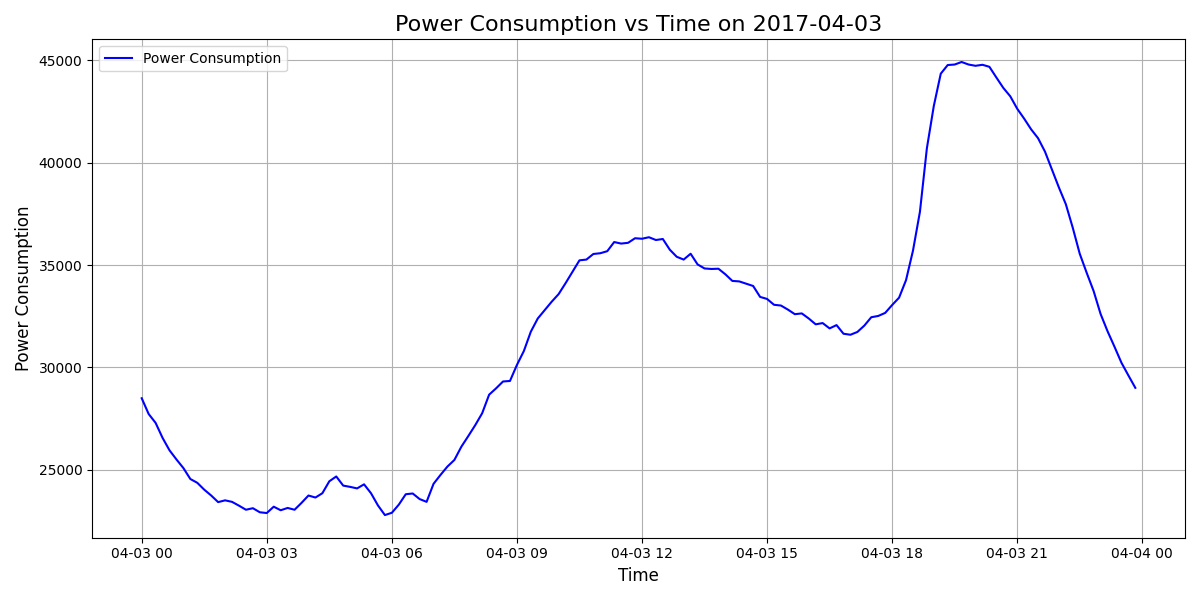 Power Consumption vs Time on 2017-04-03
Power Consumption
45000
40000
35000
30000
25000
Power Consumption
04-03 00 04-03 03 04-03 06 04-03 09 04-03 12 04-03 15 04-03 18 04-03 21 04-04 00
Time